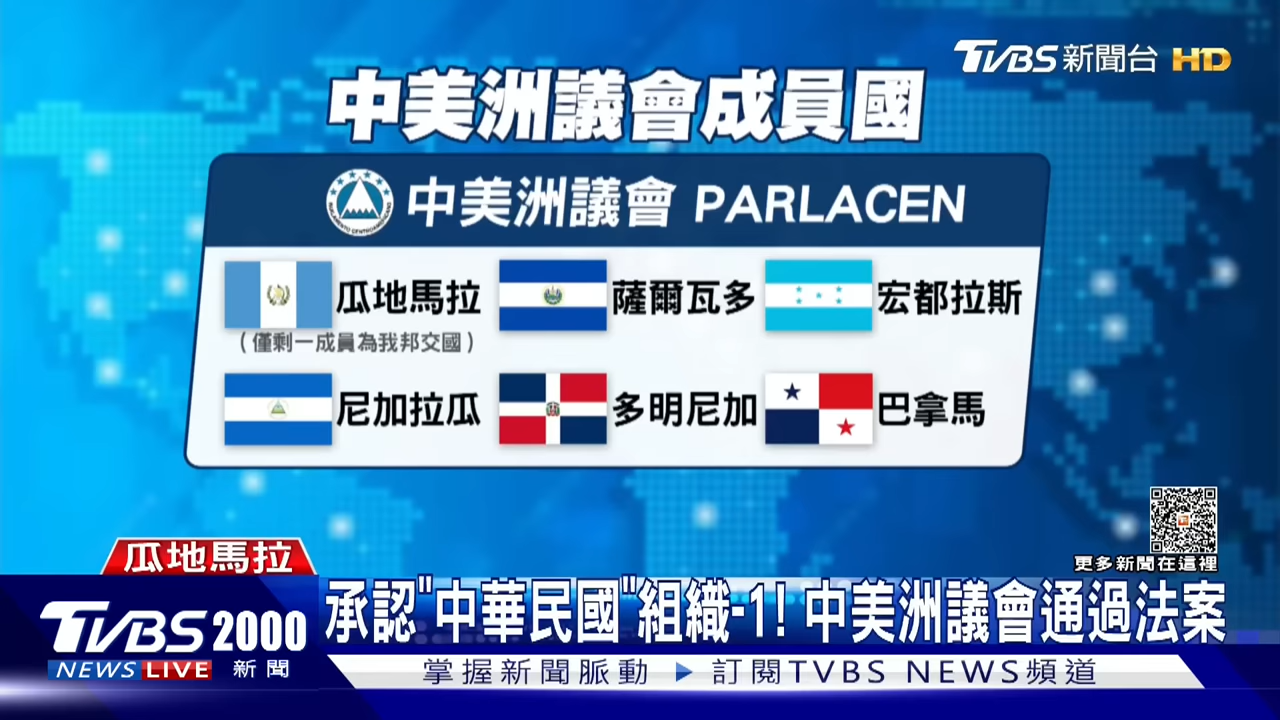 TVBS新聞台 HD
中美洲議會成員國
中美洲議會 PARLACEN
瓜地馬拉 薩爾瓦多 宏都拉斯
(僅剩一成員為我邦交國)
尼加拉瓜 多明尼加 巴拿馬
更多新聞在這裡
瓜地馬拉
承認"中華民國"組織-1! 中美洲議會通過法案
TVBS 2000
NEWS LIVE 新聞
掌握新聞脈動 ▶ 訂閱TVBS NEWS頻道